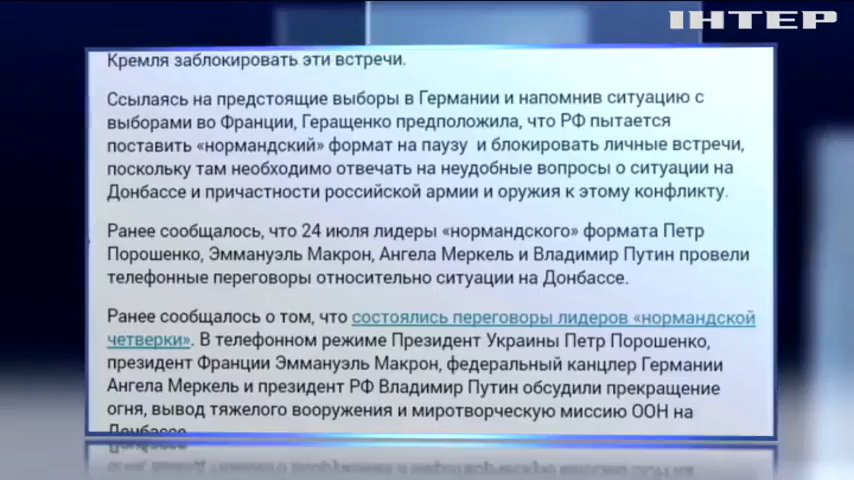 ІНТЕР
Кремля заблокировать эти встречи.
Ссылаясь на предстоящие выборы в Германии и напомнив ситуацию с
выборами во Франции, Геращенко предположила, что РФ пытается
поставить «нормандский» формат на паузу и блокировать личные встречи,
поскольку там необходимо отвечать на неудобные вопросы о ситуации на
Донбассе и причастности российской армии и оружия к этому конфликту.
Ранее сообщалось, что 24 июля лидеры «нормандского» формата Петр
Порошенко, Эммануэль Макрон, Ангела Меркель и Владимир Путин провели
телефонные переговоры относительно ситуации на Донбассе.
Ранее сообщалось о том, что состоялись переговоры лидеров «нормандской
четверки». В телефонном режиме Президент Украины Петр Порошенко,
президент Франции Эммануэль Макрон, федеральный канцлер Германии
Ангела Меркель и президент РФ Владимир Путин обсудили прекращение
огня, вывод тяжелого вооружения и миротворческую миссию ООН на
Донбассе